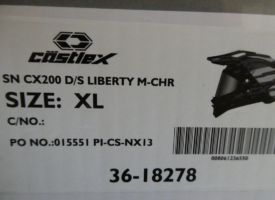 castlex
SN CX200 D/S LIBERTY M-CHR
SIZE: XL
C/NO.:
PO NO.:015551 PI-CS-NX13
36-18278